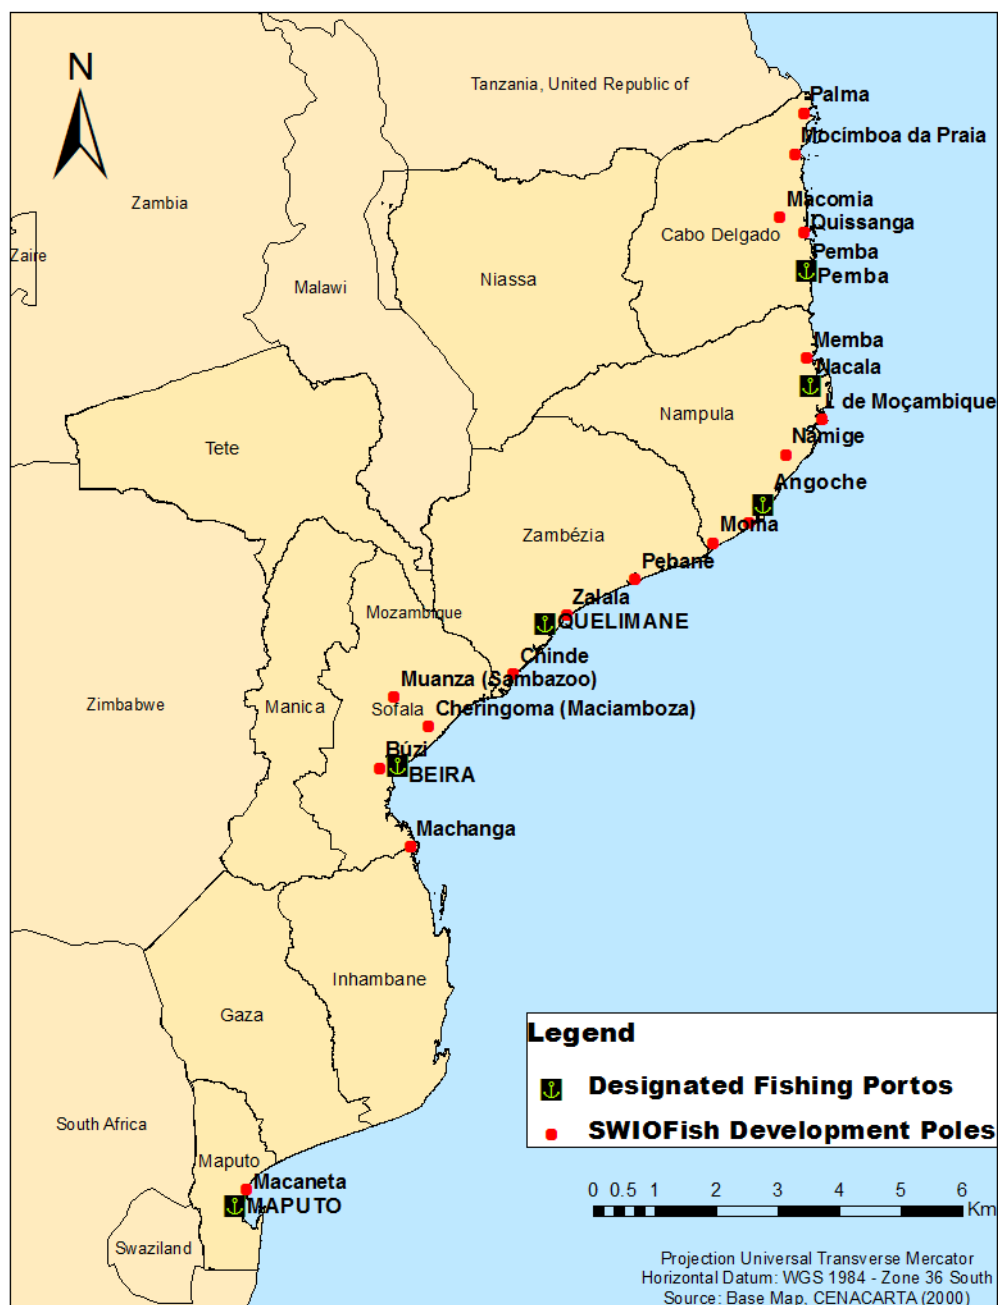 N
Tanzania, United Republic of
Palma
Mocímboa da Praia
Zambia
Macomia
Quissanga
Cabo Delgado
Zaire
Pemba
Pemba
Malawi
Niassa
Memba
Nacala
I. de Moçambique
Nampula
Namige
Tete
Angoche
Moma
Zambézia
Pebane
Zalala
Mozambique
QUELIMANE
Chinde
Muanza (Sambazoo)
Zimbabwe
Manica
Sofala
Cheringoma (Maciamboza)
Búzi
BEIRA
Machanga
Inhambane
Gaza
Legend
Designated Fishing Portos
SWIOFish Development Poles
South Africa
Maputo
Macaneta
MAPUTO
0 0.5 1 2 3 4 5 6
Km
Swaziland
Projection Universal Transverse Mercator
Horizontal Datum: WGS 1984 - Zone 36 South
Source: Base Map, CENACARTA (2000)